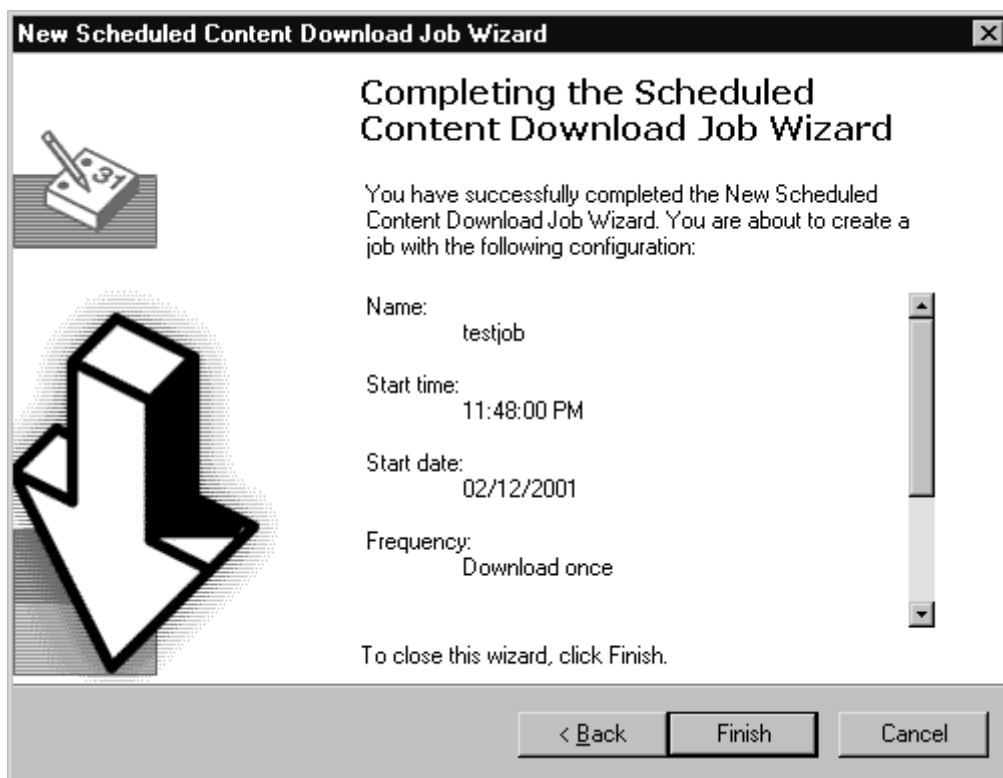 New Scheduled Content Download Job Wizard
Completing the Scheduled
Content Download Job Wizard
31
You have successfully completed the New Scheduled
Content Download Job Wizard. You are about to create a
job with the following configuration:
Name:
testjob
Start time:
11:48:00 PM
Start date:
02/12/2001
Frequency:
Download once
To close this wizard, click Finish.
< Back
Finish
Cancel